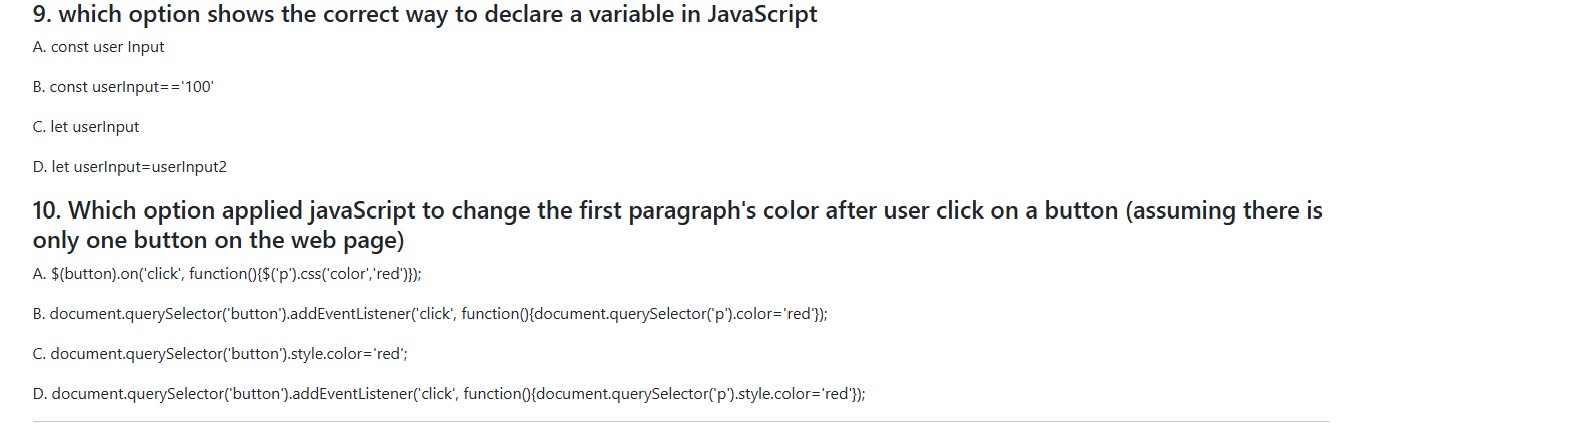 9. which option shows the correct way to declare a variable in JavaScript
A. const user Input
B. const userInput=='100'
C. let userInput
D. let userInput=userInput2
10. Which option applied javaScript to change the first paragraph's color after user click on a button (assuming there is
only one button on the web page)
A. $(button).on('click', function(){$('p').css('color','red')});
B. document.querySelector('button').addEventListener('click', function(){document.querySelector('p').color='red'});
C. document.querySelector('button').style.color='red';
D. document.querySelector('button').addEventListener('click', function(){document.querySelector('p').style.color='red'});